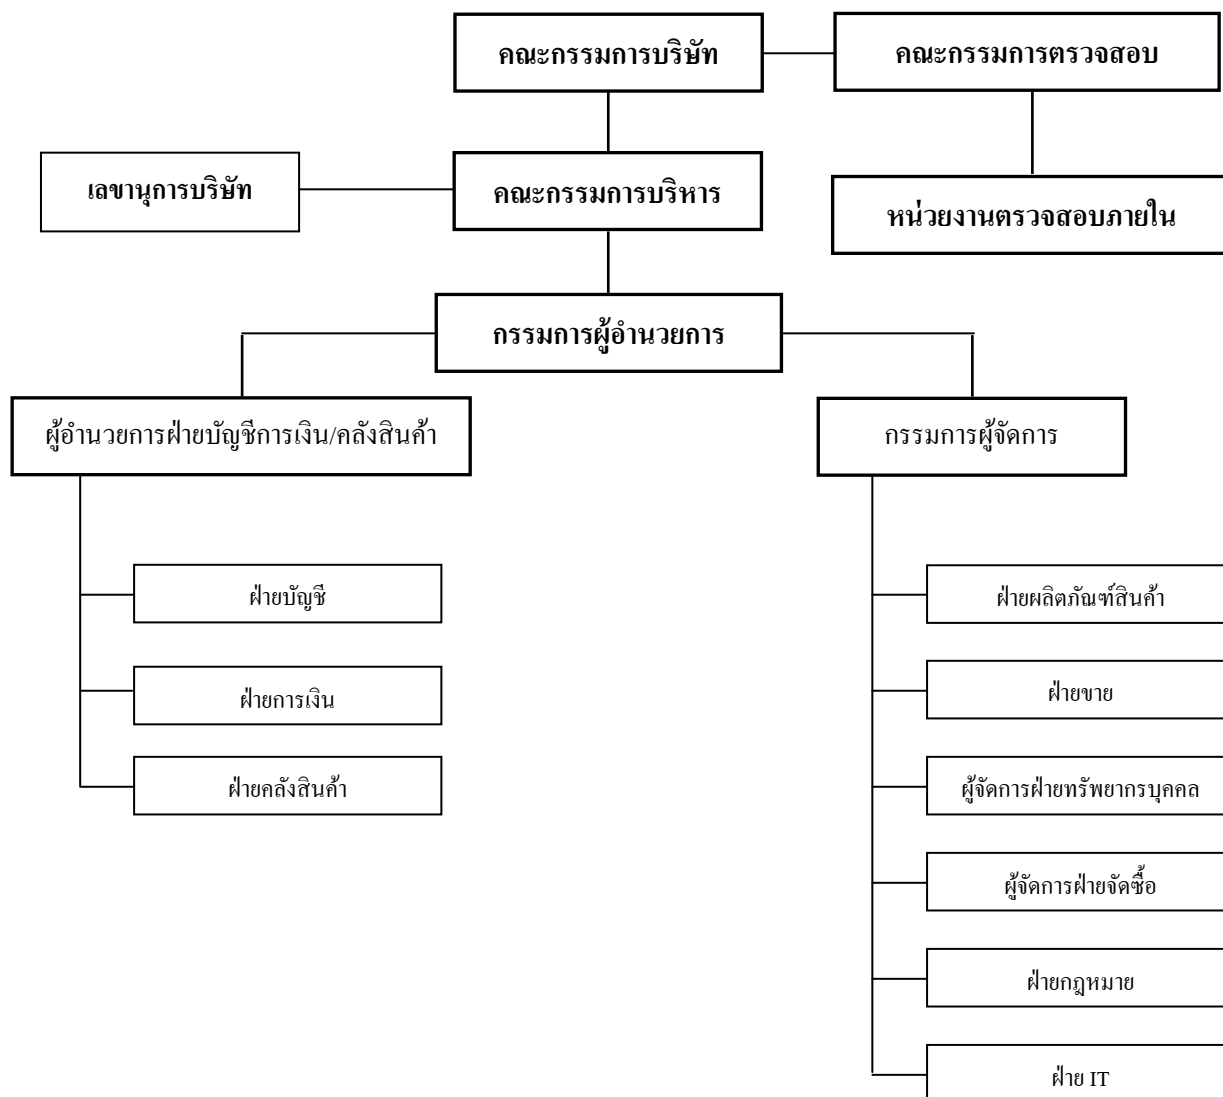 คณะกรรมการบริษัท
คณะกรรมการตรวจสอบ
เลขานุการบริษัท
คณะกรรมการบริหาร
หน่วยงานตรวจสอบภายใน
กรรมการผู้อำนวยการ
ผู้อำนวยการฝ่ายบัญชีการเงิน/คลังสินค้า
กรรมการผู้จัดการ
ฝ่ายบัญชี
ฝ่ายการเงิน
ฝ่ายคลังสินค้า
ฝ่ายผลิตภัณฑ์สินค้า
ฝ่ายขาย
ผู้จัดการฝ่ายทรัพยากรบุคคล
ผู้จัดการฝ่ายจัดซื้อ
ฝ่ายกฎหมาย
ฝ่าย IT